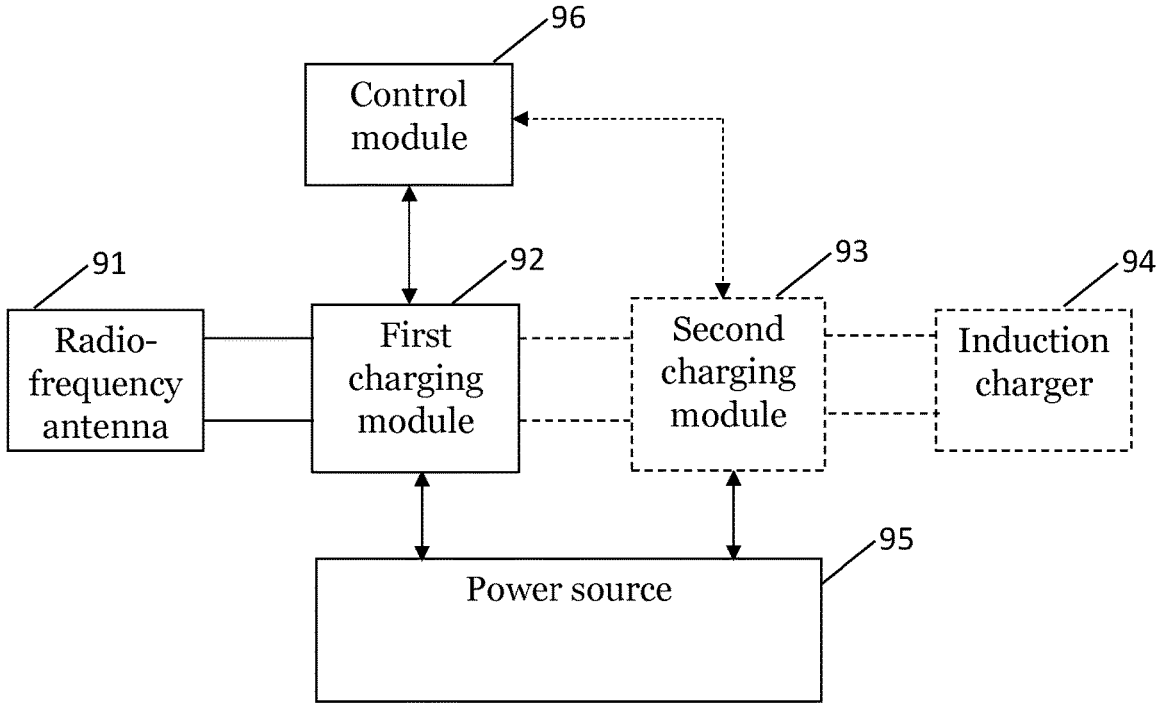 96
Control
module
91
Radio-
frequency
antenna
92
First
charging
module
93
Second
charging
module
94
Induction
charger
95
Power source